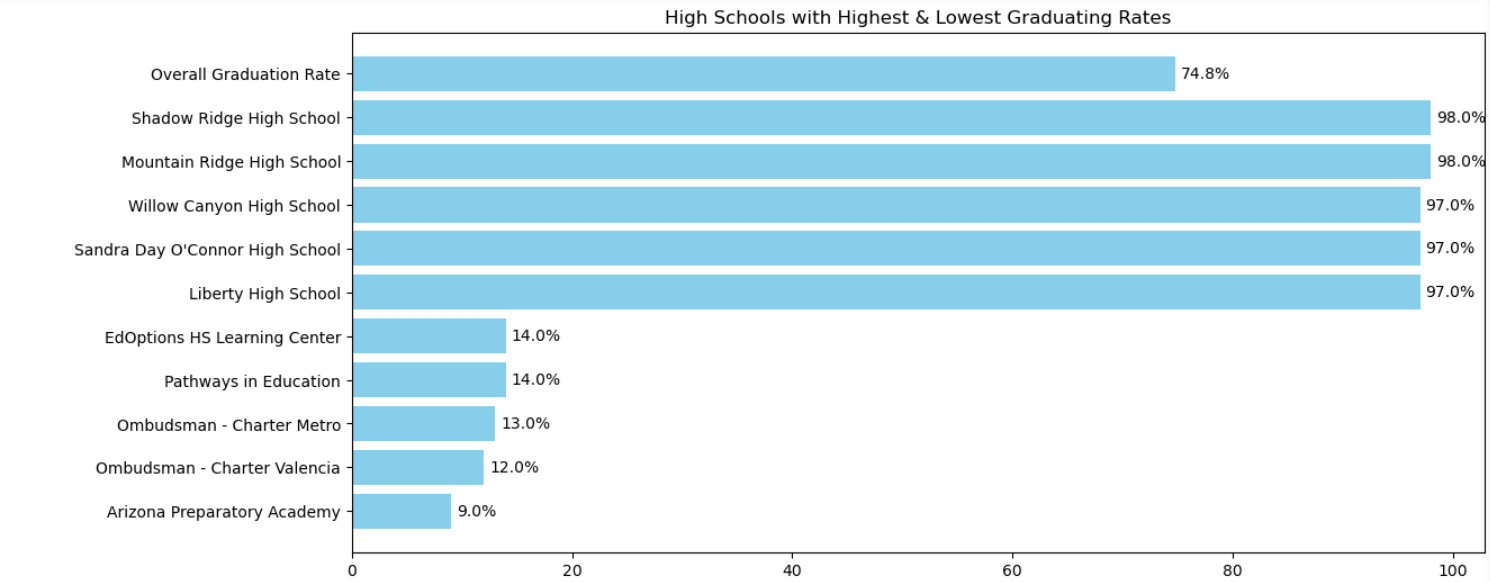 High Schools with Highest & Lowest Graduating Rates
Overall Graduation Rate 74.8%
Shadow Ridge High School 98.0%
Mountain Ridge High School 98.0%
Willow Canyon High School 97.0%
Sandra Day O'Connor High School 97.0%
Liberty High School 97.0%
EdOptions HS Learning Center 14.0%
Pathways in Education 14.0%
Ombudsman - Charter Metro 13.0%
Ombudsman - Charter Valencia 12.0%
Arizona Preparatory Academy 9.0%
0 20 40 60 80 100